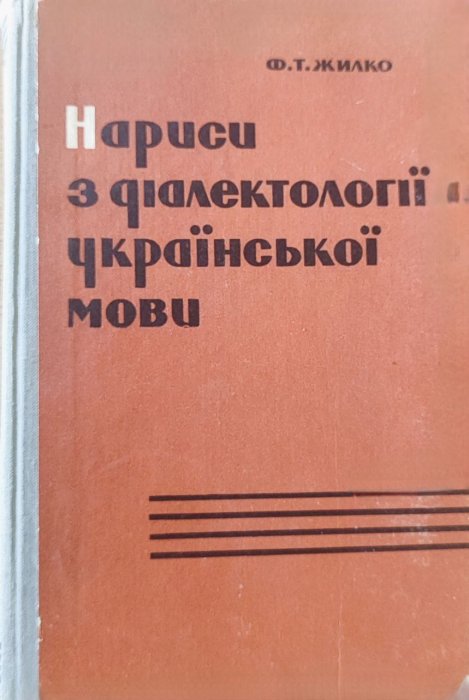 Ф.Т.ЖИЛКО
Нариси
з діалектології
української
мови